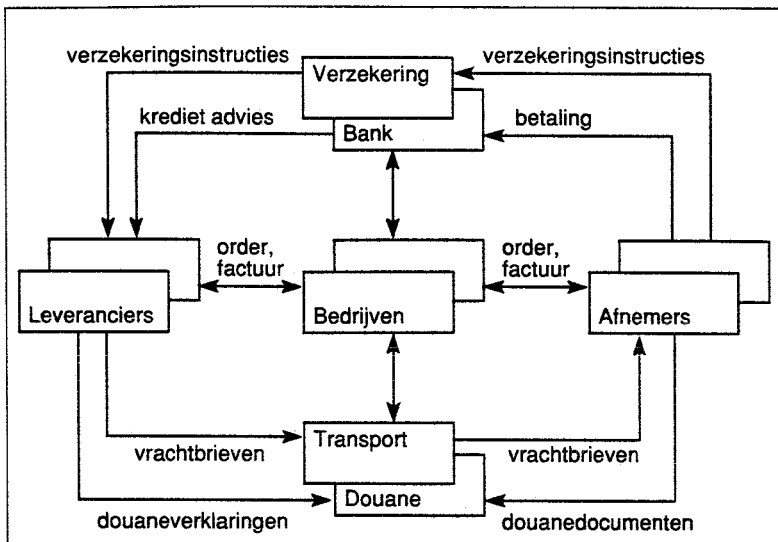 verzekeringsinstructies
Verzekering
verzekeringsinstructies
krediet advies
Bank
betaling
order,
factuur
order,
factuur
Leveranciers
Bedrijven
Afnemers
vrachtbrieven
Transport
vrachtbrieven
Douane
douaneverklaringen
douanedocumenten